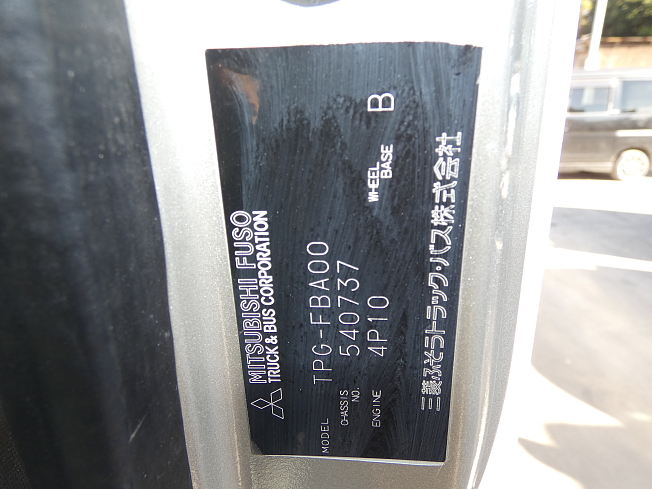 MITSUBISHI FUSO
TRUCK & BUS CORPORATION
MODEL TPG-FBA00
CHASSIS NO. 540737
ENGINE 4P10 WHEEL BASE B
三菱ふそうトラック・バス株式会社